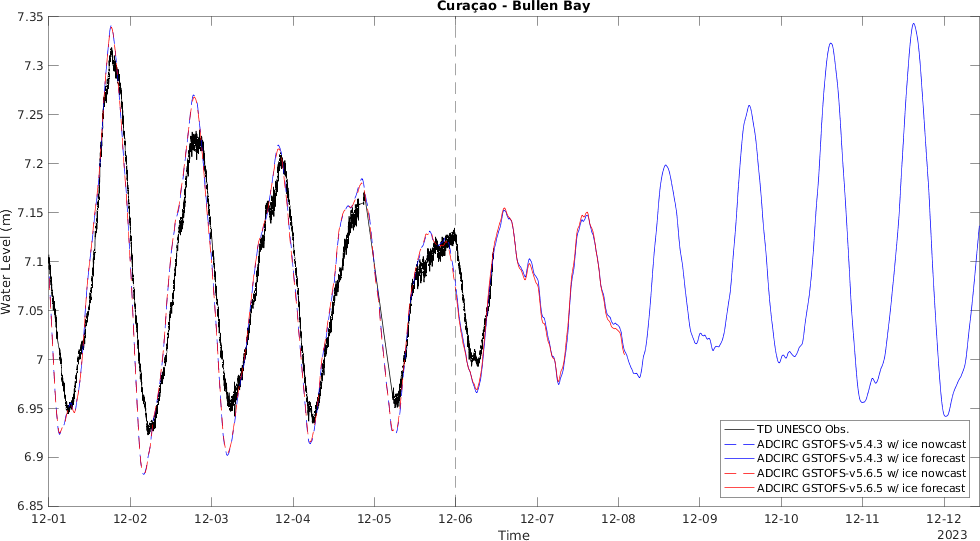 Curaçao - Bullen Bay
7.35
7.3
7.25
7.2
7.15
7.1
7.05
7
6.95
6.9
6.85
Water Level (m)
12-01 12-02 12-03 12-04 12-05 12-06 12-07 12-08 12-09 12-10 12-11 12-12
Time
2023
TD UNESCO Obs.
ADCIRC GSTOFS-v5.4.3 w/ ice nowcast
ADCIRC GSTOFS-v5.4.3 w/ ice forecast
ADCIRC GSTOFS-v5.6.5 w/ ice nowcast
ADCIRC GSTOFS-v5.6.5 w/ ice forecast